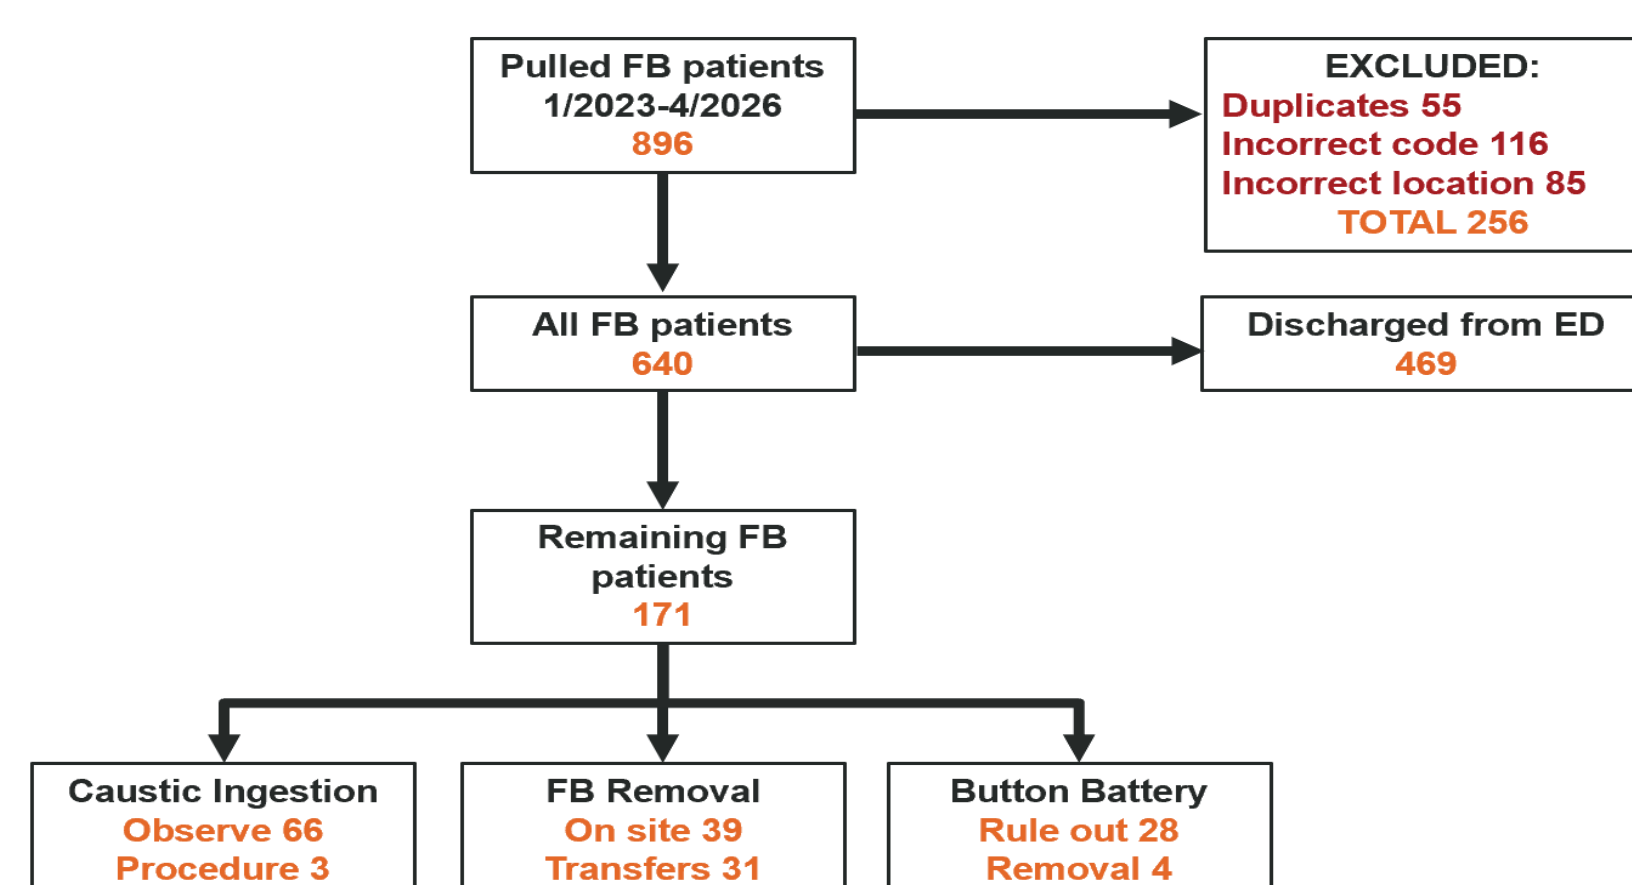 Pulled FB patients
1/2023-4/2026
896
EXCLUDED:
Duplicates 55
Incorrect code 116
Incorrect location 85
TOTAL 256
All FB patients
640
Discharged from ED
469
Remaining FB
patients
171
Caustic Ingestion
Observe 66
Procedure 3
FB Removal
On site 39
Transfers 31
Button Battery
Rule out 28
Removal 4